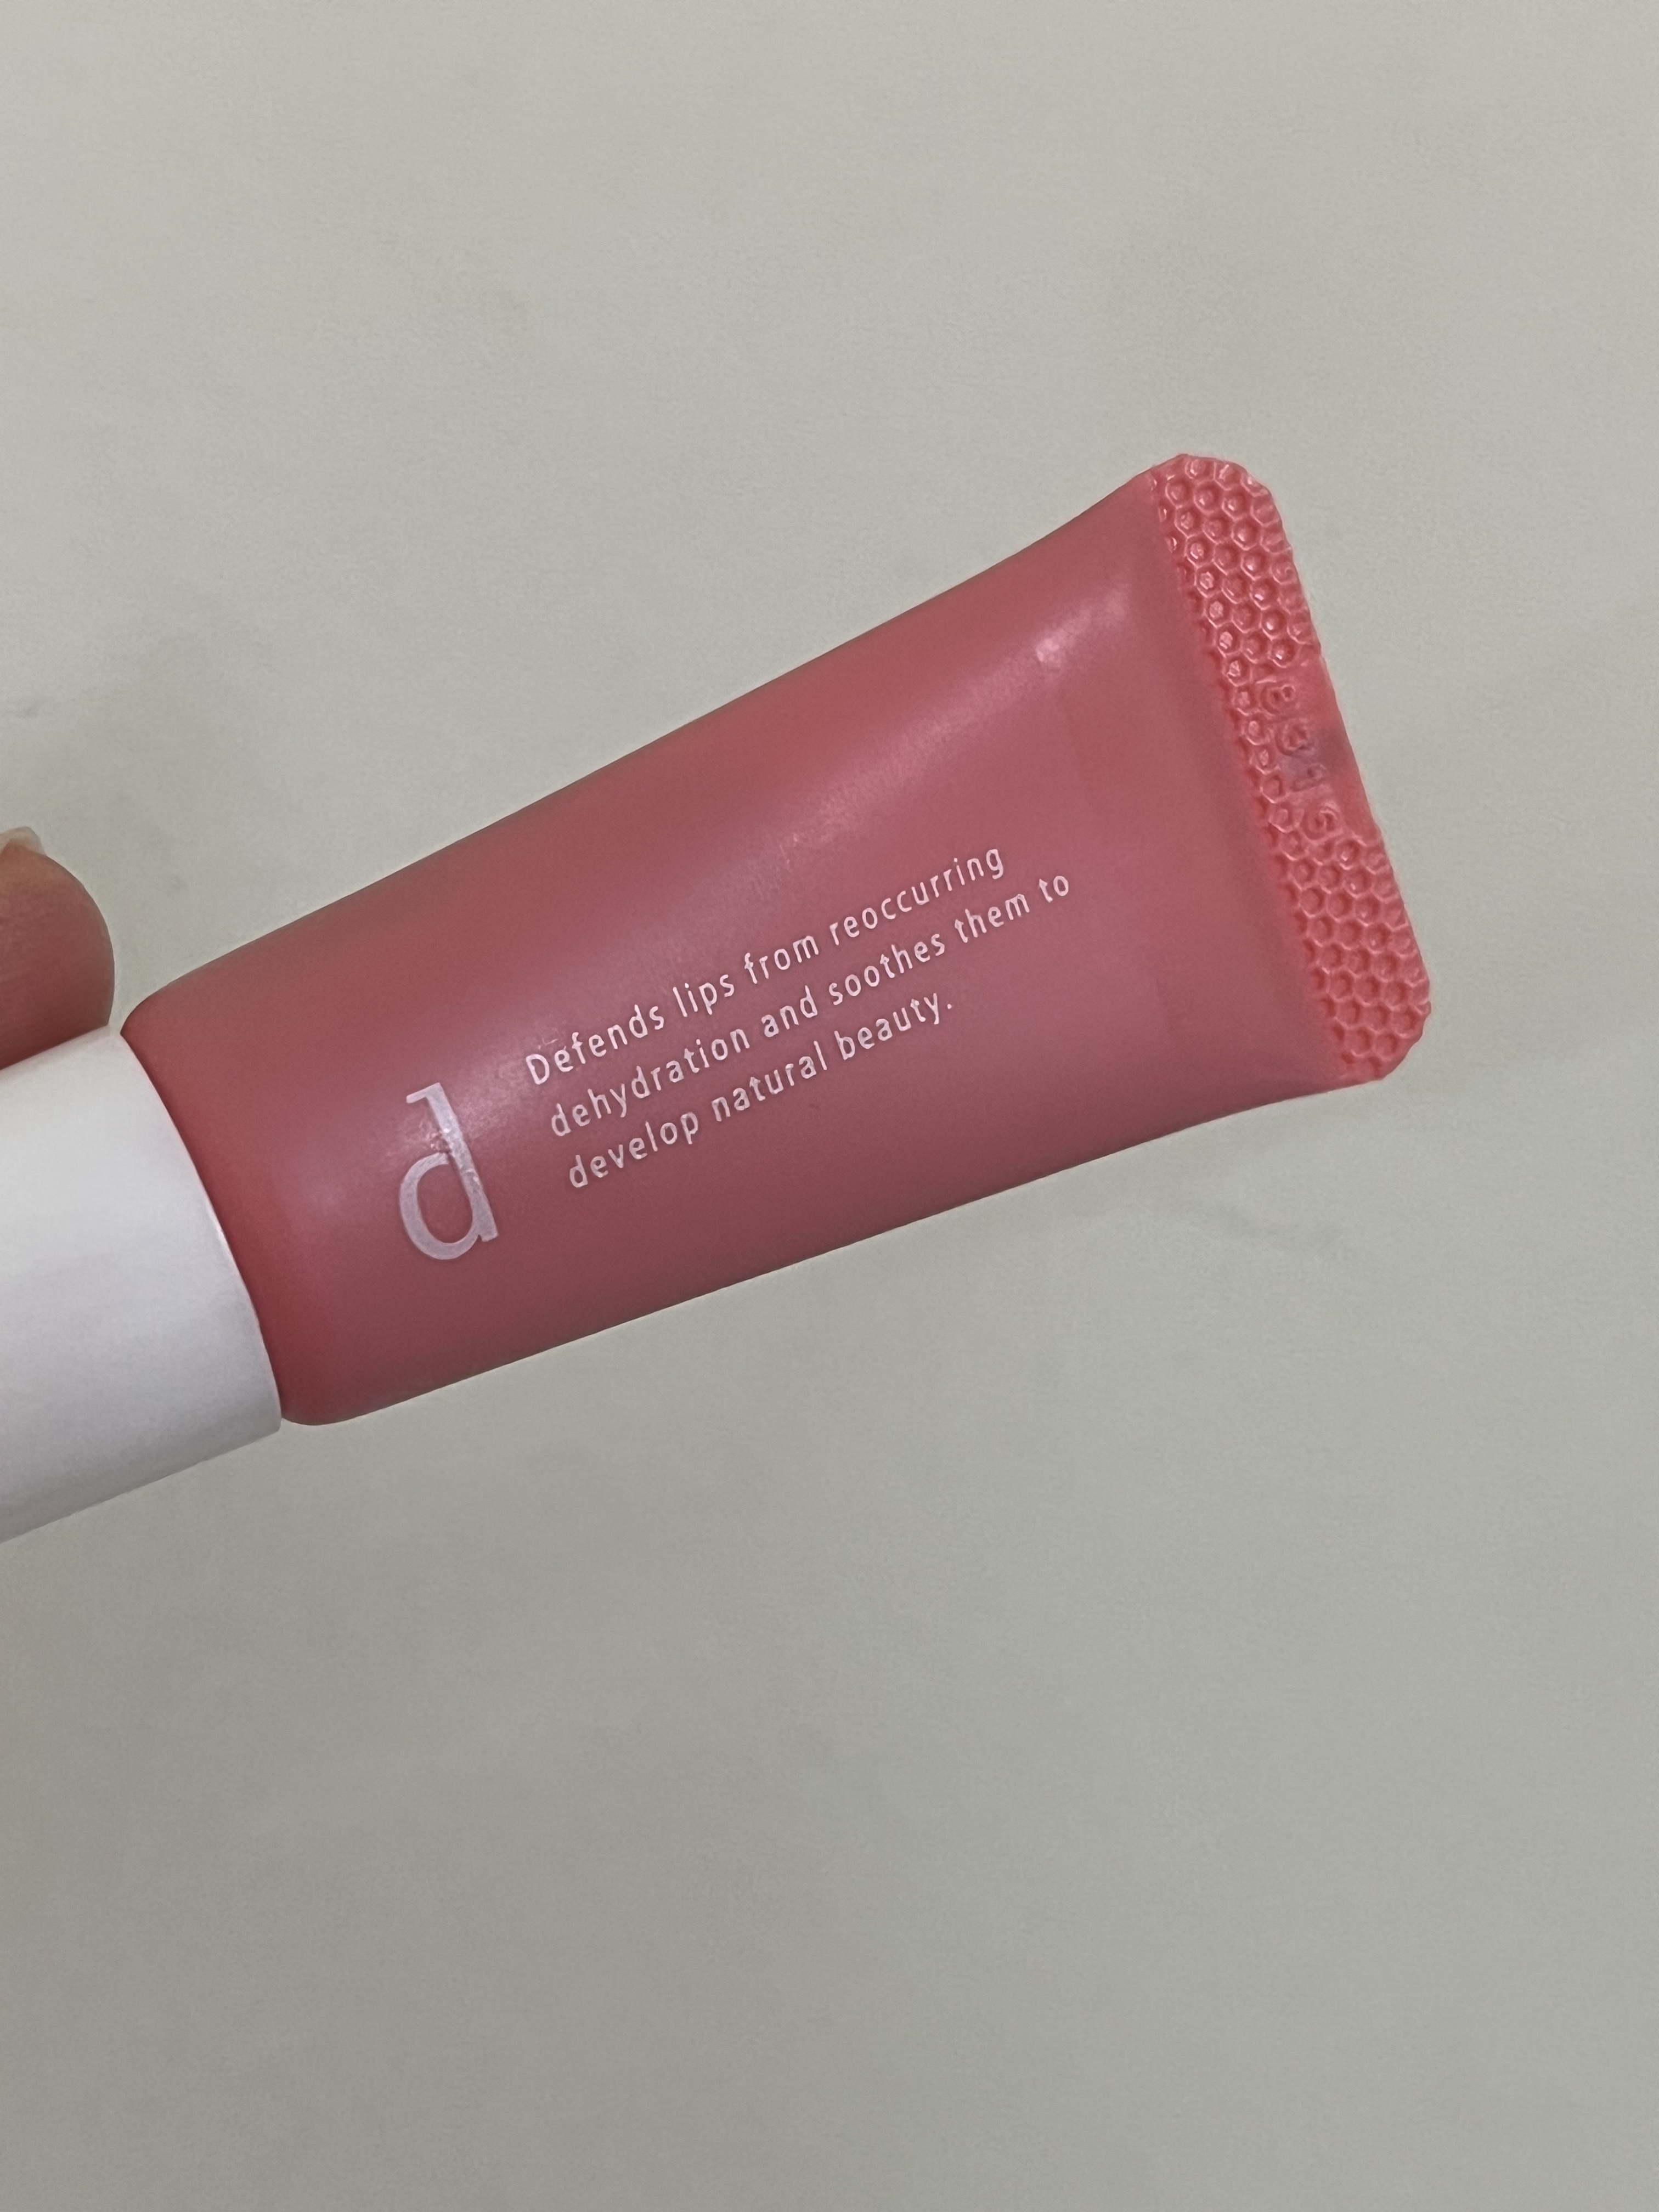 d
Defends lips from reoccurring
dehydration and soothes them to
develop natural beauty.